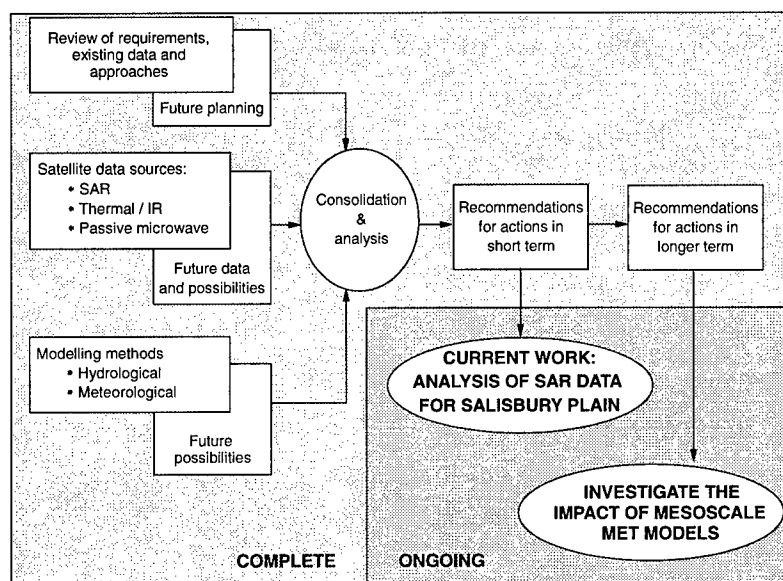 Review of requirements,
existing data and
approaches
Future planning
Satellite data sources:
• SAR
• Thermal / IR
• Passive microwave
Future data
and possibilities
Modelling methods
• Hydrological
• Meteorological
Future
possibilities
Consolidation
&
analysis
Recommendations
for actions in
short term
Recommendations
for actions in
longer term
CURRENT WORK:
ANALYSIS OF SAR DATA
FOR SALISBURY PLAIN
INVESTIGATE THE
IMPACT OF MESOSCALE
MET MODELS
COMPLETE
ONGOING